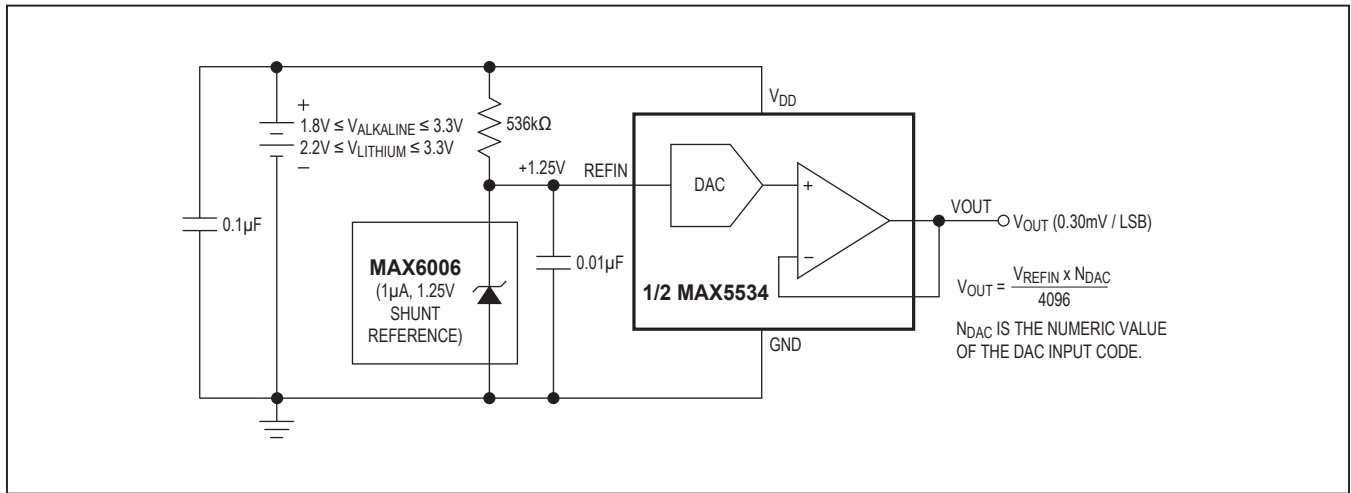 +
1.8V ≤ VALKALINE ≤ 3.3V
2.2V ≤ VLITHIUM ≤ 3.3V
–
0.1µF
536kΩ
+1.25V
REFIN
MAX6006
(1µA, 1.25V
SHUNT
REFERENCE)
0.01µF
VDD
DAC
+
–
1/2 MAX5534
GND
VOUT
VOUT (0.30mV / LSB)
VOUT = VREFIN x NDAC
4096
NDAC IS THE NUMERIC VALUE
OF THE DAC INPUT CODE.